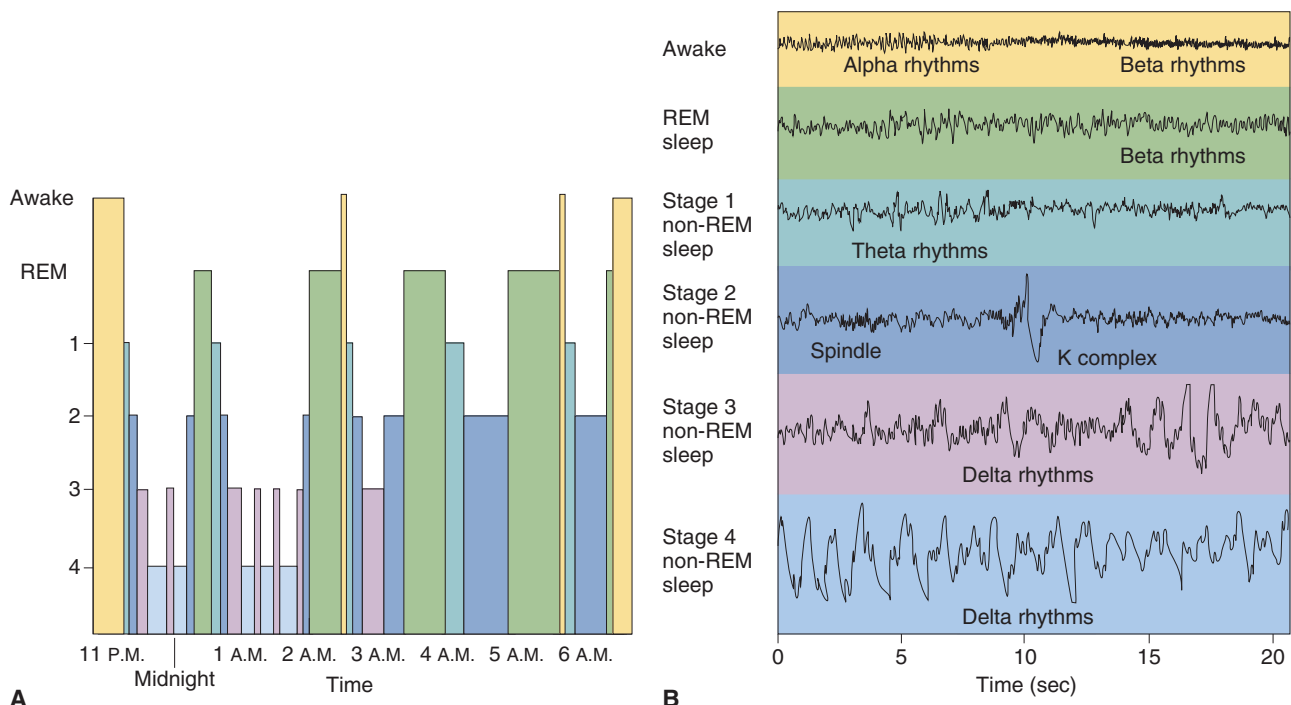 Awake
REM
1
2
3
4
11 P.M.
Midnight
1 A.M.
2 A.M.
3 A.M.
4 A.M.
5 A.M.
6 A.M.
Time
A
Awake
Alpha rhythms
Beta rhythms
REM
sleep
Beta rhythms
Stage 1
non-REM
sleep
Theta rhythms
Stage 2
non-REM
sleep
Spindle
K complex
Stage 3
non-REM
sleep
Delta rhythms
Stage 4
non-REM
sleep
Delta rhythms
0
5
10
15
20
Time (sec)
B